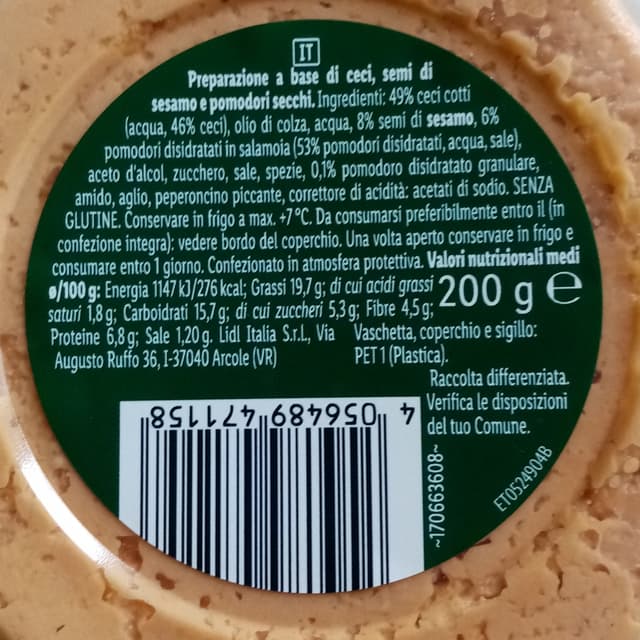 IT
Preparazione a base di ceci, semi di
sesamo e pomodori secchi. Ingredienti: 49% ceci cotti
(acqua, 46% ceci), olio di colza, acqua, 8% semi di sesamo, 6%
pomodori disidratati in salamoia (53% pomodori disidratati, acqua, sale),
aceto d'alcol, zucchero, sale, spezie, 0,1% pomodoro disidratato granulare,
amido, aglio, peperoncino piccante, correttore di acidità: acetati di sodio. SENZA
GLUTINE. Conservare in frigo a max. +7°C. Da consumarsi preferibilmente entro il (in
confezione integra): vedere bordo del coperchio. Una volta aperto conservare in frigo e
consumare entro 1 giorno. Confezionato in atmosfera protettiva. Valori nutrizionali medi
ø/100 g: Energia 1147 kJ/276 kcal; Grassi 19,7 g; di cui acidi grassi
saturi 1,8 g; Carboidrati 15,7 g; di cui zuccheri 5,3 g; Fibre 4,5 g;
Proteine 6,8 g; Sale 1,20 g. Lidl Italia S.r.l., Via
Augusto Ruffo 36, I-37040 Arcole (VR)
200 g e
Vaschetta, coperchio e sigillo:
PET 1 (Plastica).
Raccolta differenziata.
Verifica le disposizioni
del tuo Comune.
4 056489 471158
~170663608~
ET0524904B